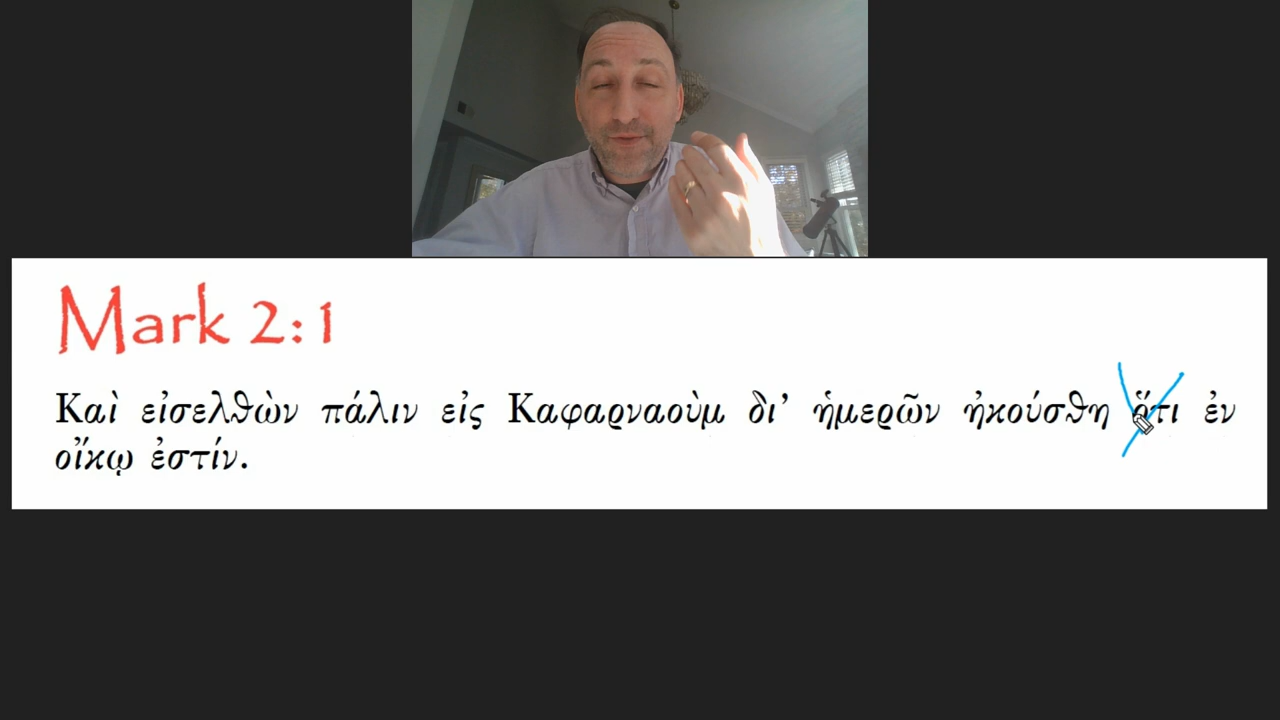 Mark 2:1
Καὶ εἰσελθὼν πάλιν εἰς Καφαρναοὺμ δι’ ἡμερῶν ἠκούσθη ὅτι ἐν
οἴκῳ ἐστίν.